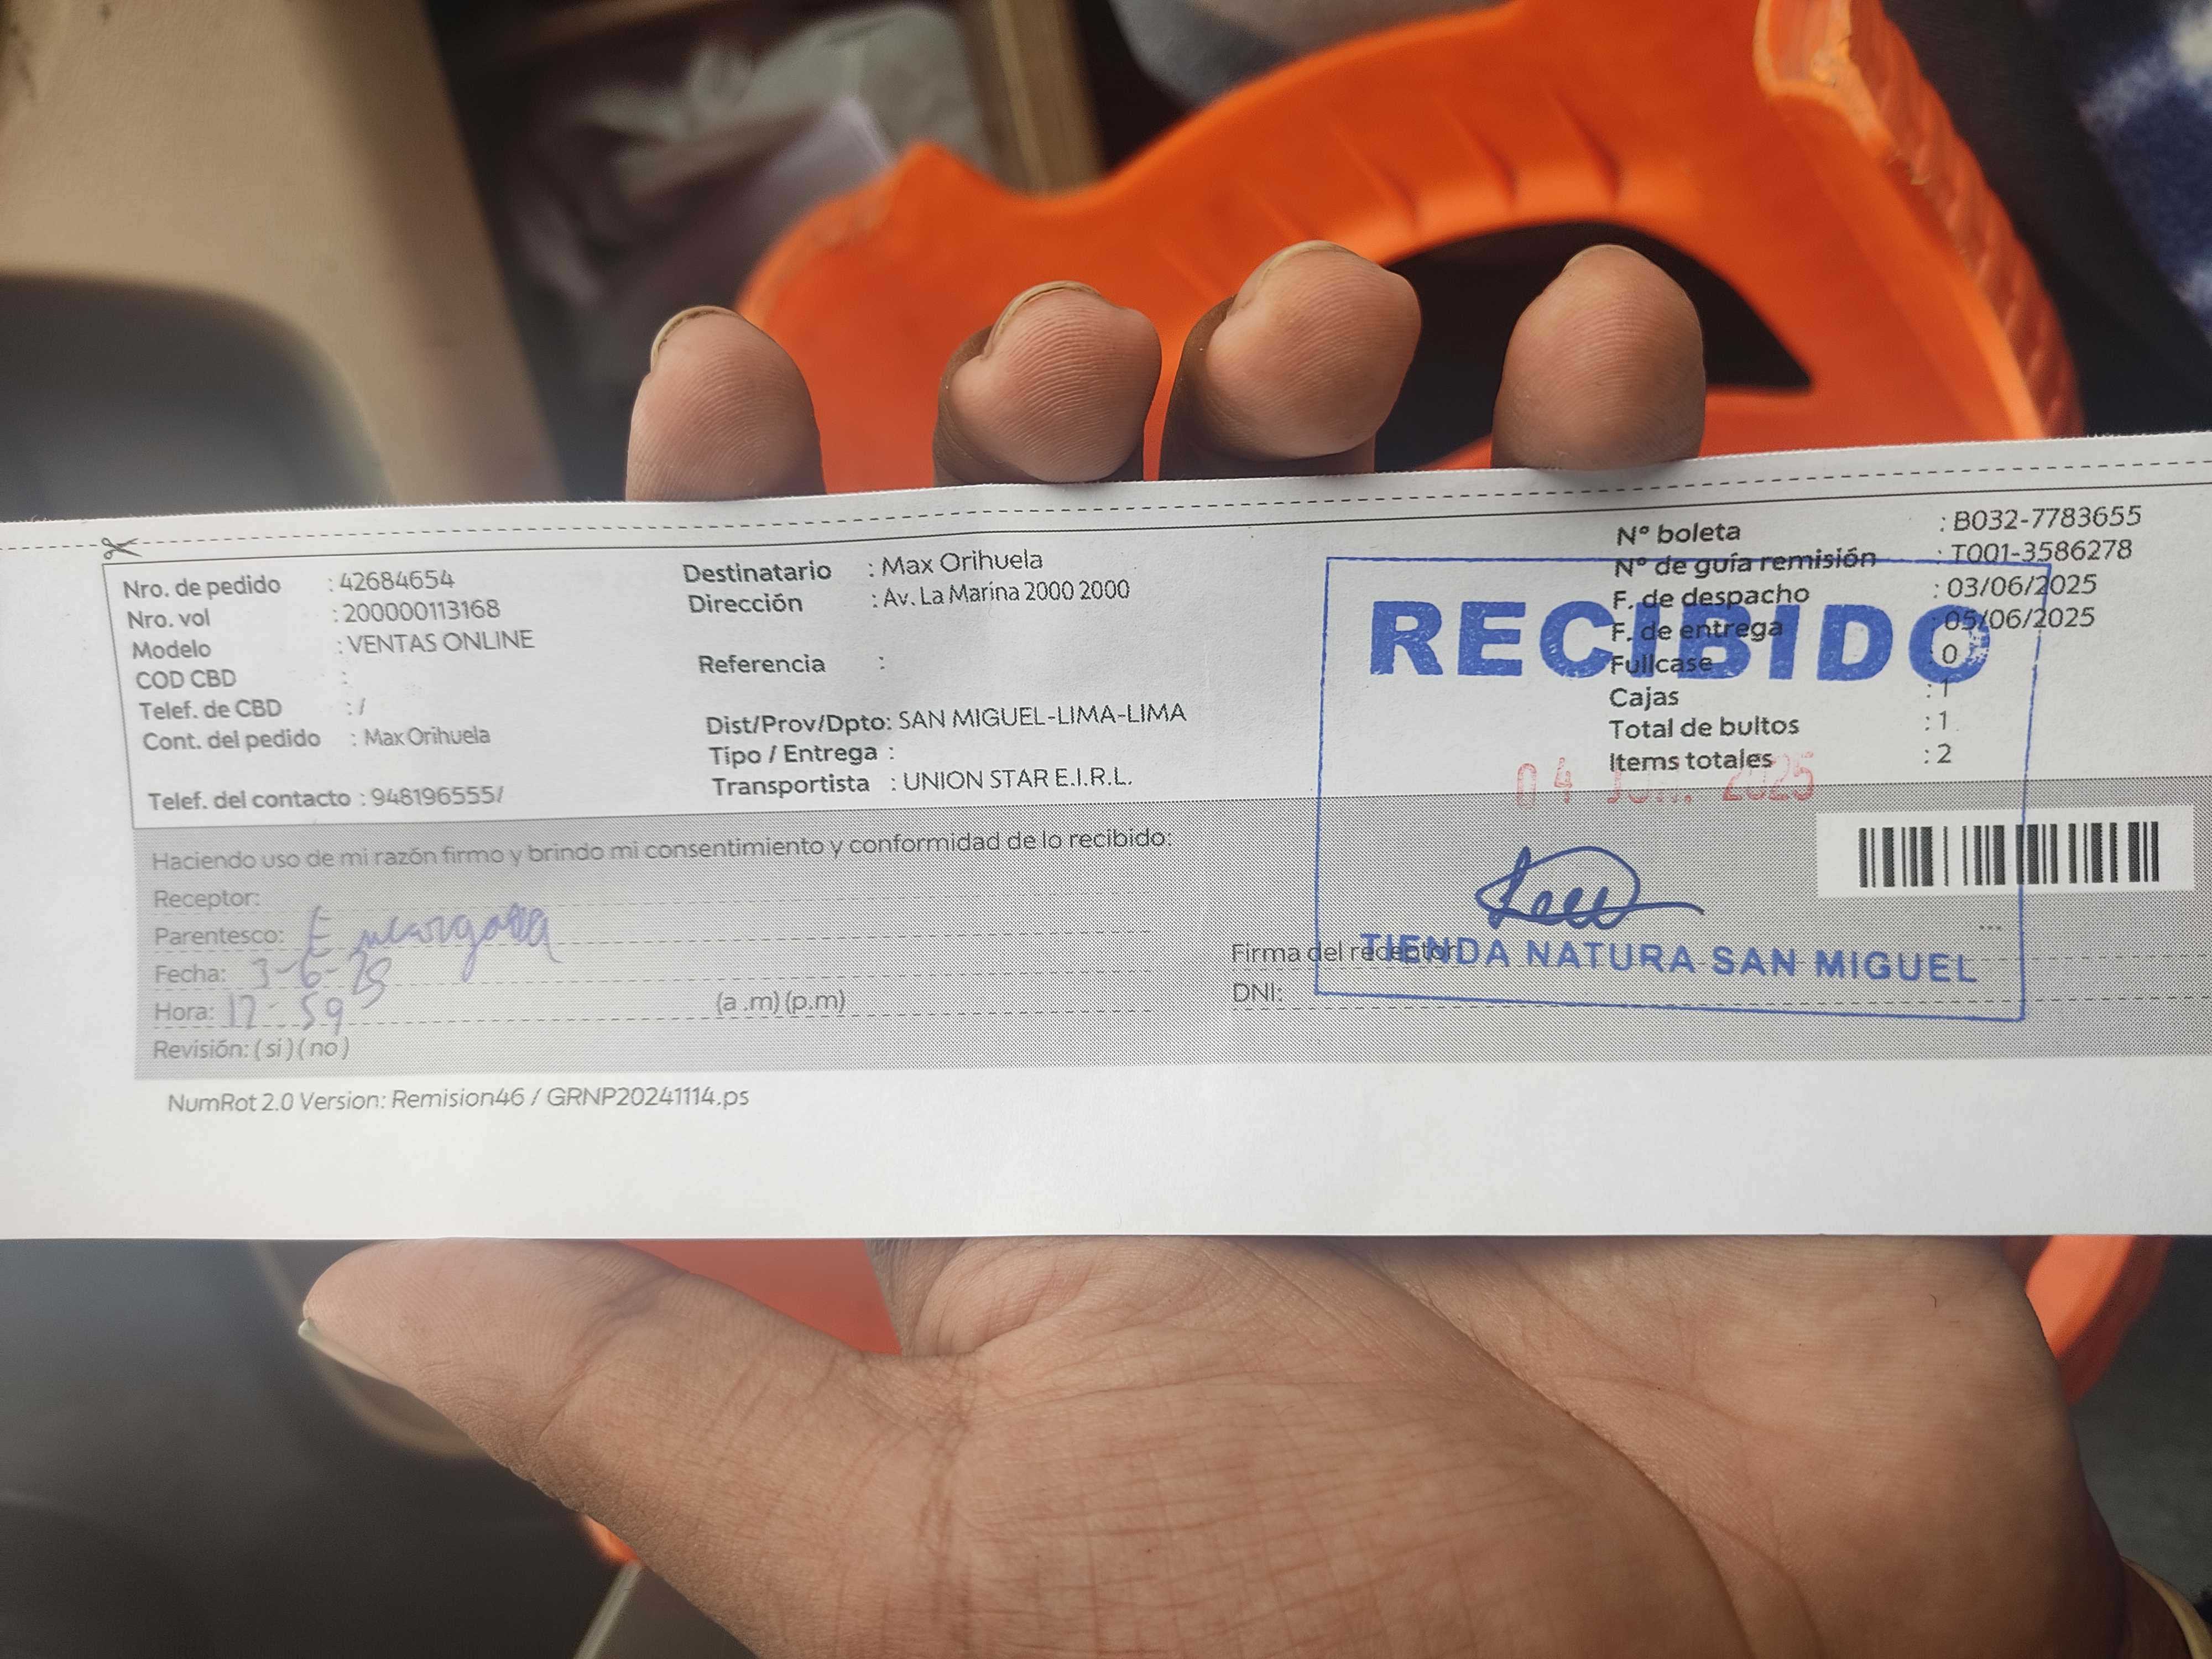 Nro. de pedido : 42684654
Nro. vol : 200000113168
Modelo : VENTAS ONLINE
COD CBD :
Telef. de CBD : /
Cont. del pedido : Max Orihuela
Telef. del contacto : 948196555/
Destinatario : Max Orihuela
Dirección : Av. La Marina 2000 2000
Referencia :
Dist/Prov/Dpto: SAN MIGUEL-LIMA-LIMA
Tipo / Entrega :
Transportista : UNION STAR E.I.R.L.
N° boleta : B032-7783655
N° de guía remisión : T001-3586278
F. de despacho : 03/06/2025
F. de entrega : 05/06/2025
Fullcase : 0
Cajas : 1
Total de bultos : 1
Items totales : 2
RECIBIDO
04 JUN. 2025
TIENDA NATURA SAN MIGUEL
Haciendo uso de mi razón firmo y brindo mi consentimiento y conformidad de lo recibido:
Receptor:
Parentesco: Encargada
Fecha: 3-6-25
Hora: 12-59 (a .m) (p.m)
Revisión: ( si ) ( no )
Firma del receptor
DNI:
...
NumRot 2.0 Version: Remision46 / GRNP20241114.ps